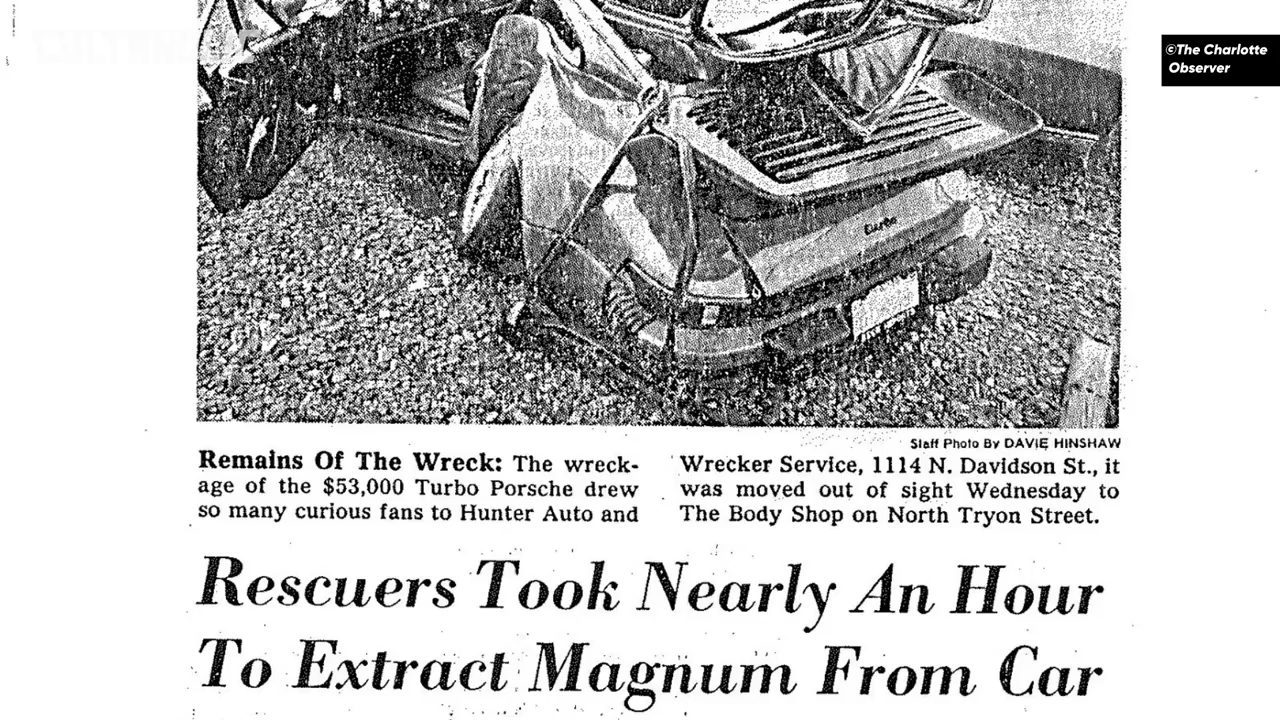 CULTAHOLIC
©The Charlotte
Observer
turbo
Staff Photo By DAVIE HINSHAW
Remains Of The Wreck: The wreck-
age of the $53,000 Turbo Porsche drew
so many curious fans to Hunter Auto and
Wrecker Service, 1114 N. Davidson St., it
was moved out of sight Wednesday to
The Body Shop on North Tryon Street.
Rescuers Took Nearly An Hour
To Extract Magnum From Car